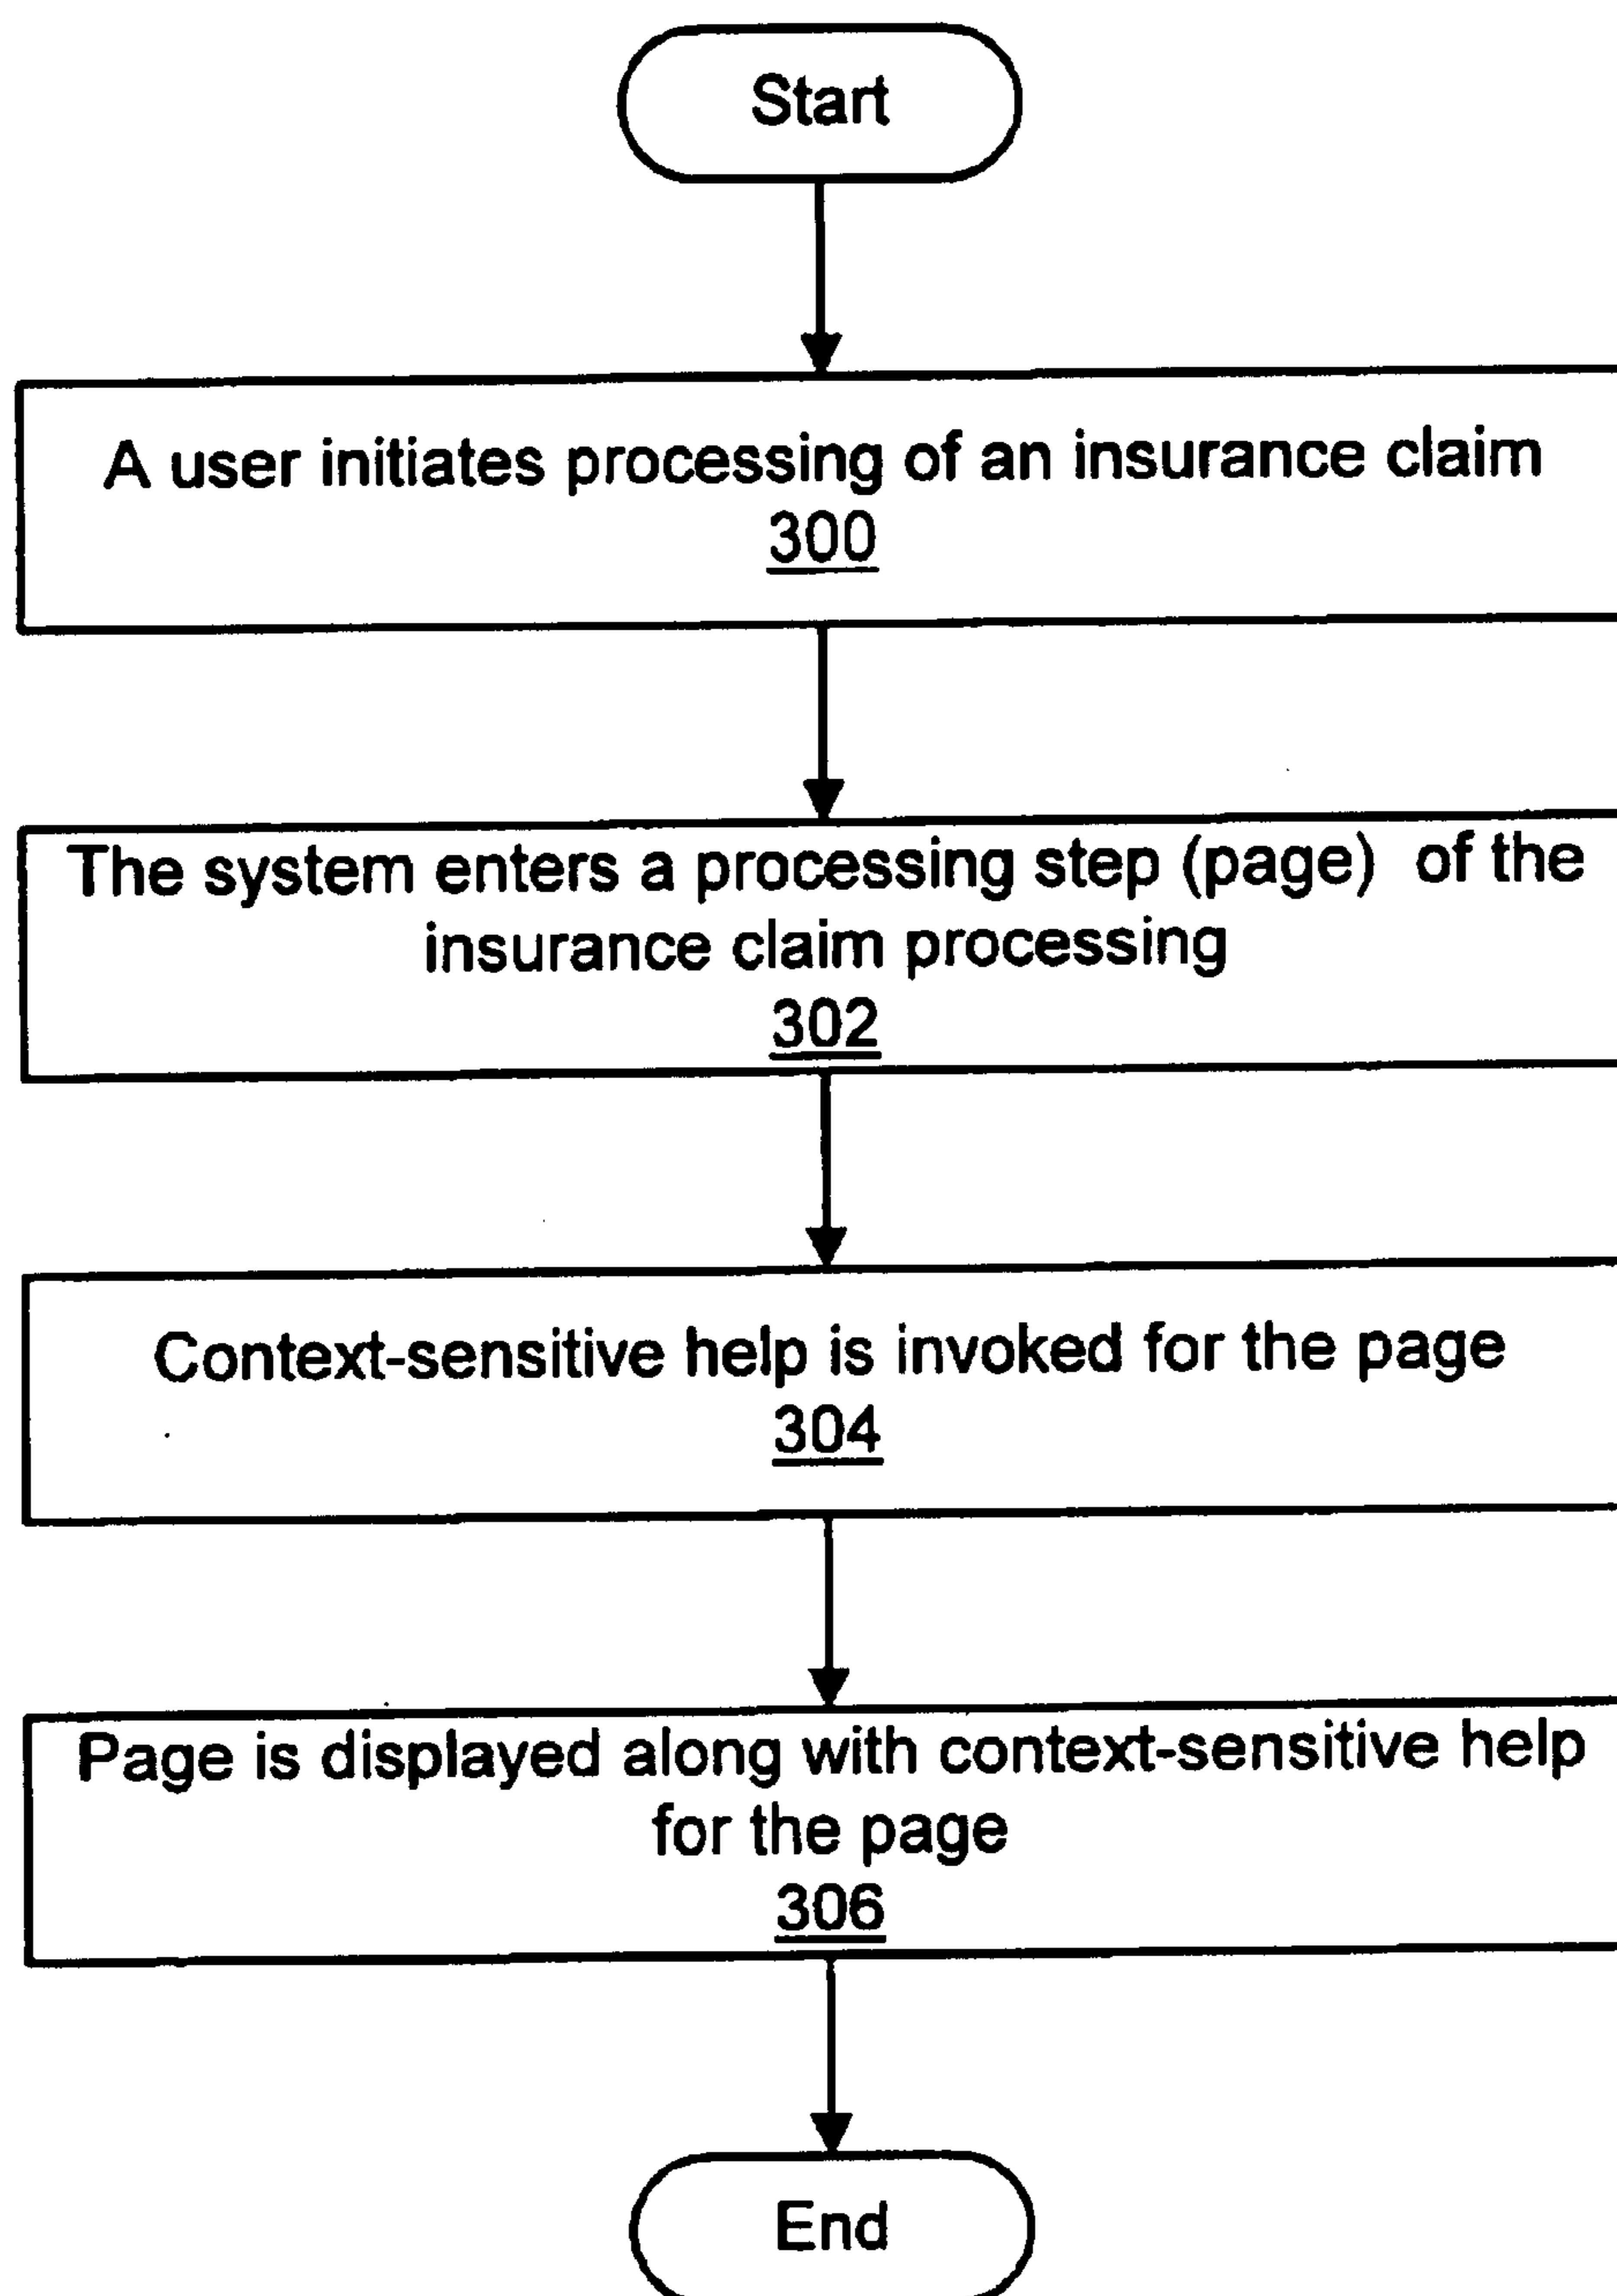 Start
A user initiates processing of an insurance claim
300
The system enters a processing step (page) of the
insurance claim processing
302
Context-sensitive help is invoked for the page
304
Page is displayed along with context-sensitive help
for the page
306
End